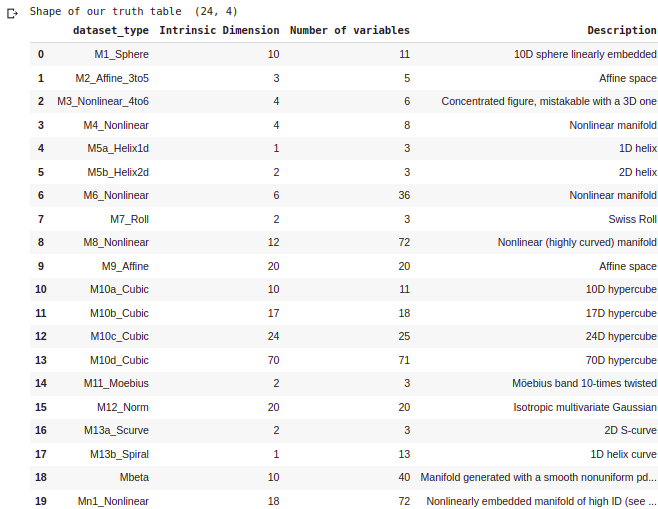 Shape of our truth table (24, 4)
dataset_type Intrinsic Dimension Number of variables Description
0 M1_Sphere 10 11 10D sphere linearly embedded
1 M2_Affine_3to5 3 5 Affine space
2 M3_Nonlinear_4to6 4 6 Concentrated figure, mistakable with a 3D one
3 M4_Nonlinear 4 8 Nonlinear manifold
4 M5a_Helix1d 1 3 1D helix
5 M5b_Helix2d 2 3 2D helix
6 M6_Nonlinear 6 36 Nonlinear manifold
7 M7_Roll 2 3 Swiss Roll
8 M8_Nonlinear 12 72 Nonlinear (highly curved) manifold
9 M9_Affine 20 20 Affine space
10 M10a_Cubic 10 11 10D hypercube
11 M10b_Cubic 17 18 17D hypercube
12 M10c_Cubic 24 25 24D hypercube
13 M10d_Cubic 70 71 70D hypercube
14 M11_Moebius 2 3 Möebius band 10-times twisted
15 M12_Norm 20 20 Isotropic multivariate Gaussian
16 M13a_Scurve 2 3 2D S-curve
17 M13b_Spiral 1 13 1D helix curve
18 Mbeta 10 40 Manifold generated with a smooth nonuniform pd...
19 Mn1_Nonlinear 18 72 Nonlinearly embedded manifold of high ID (see ...